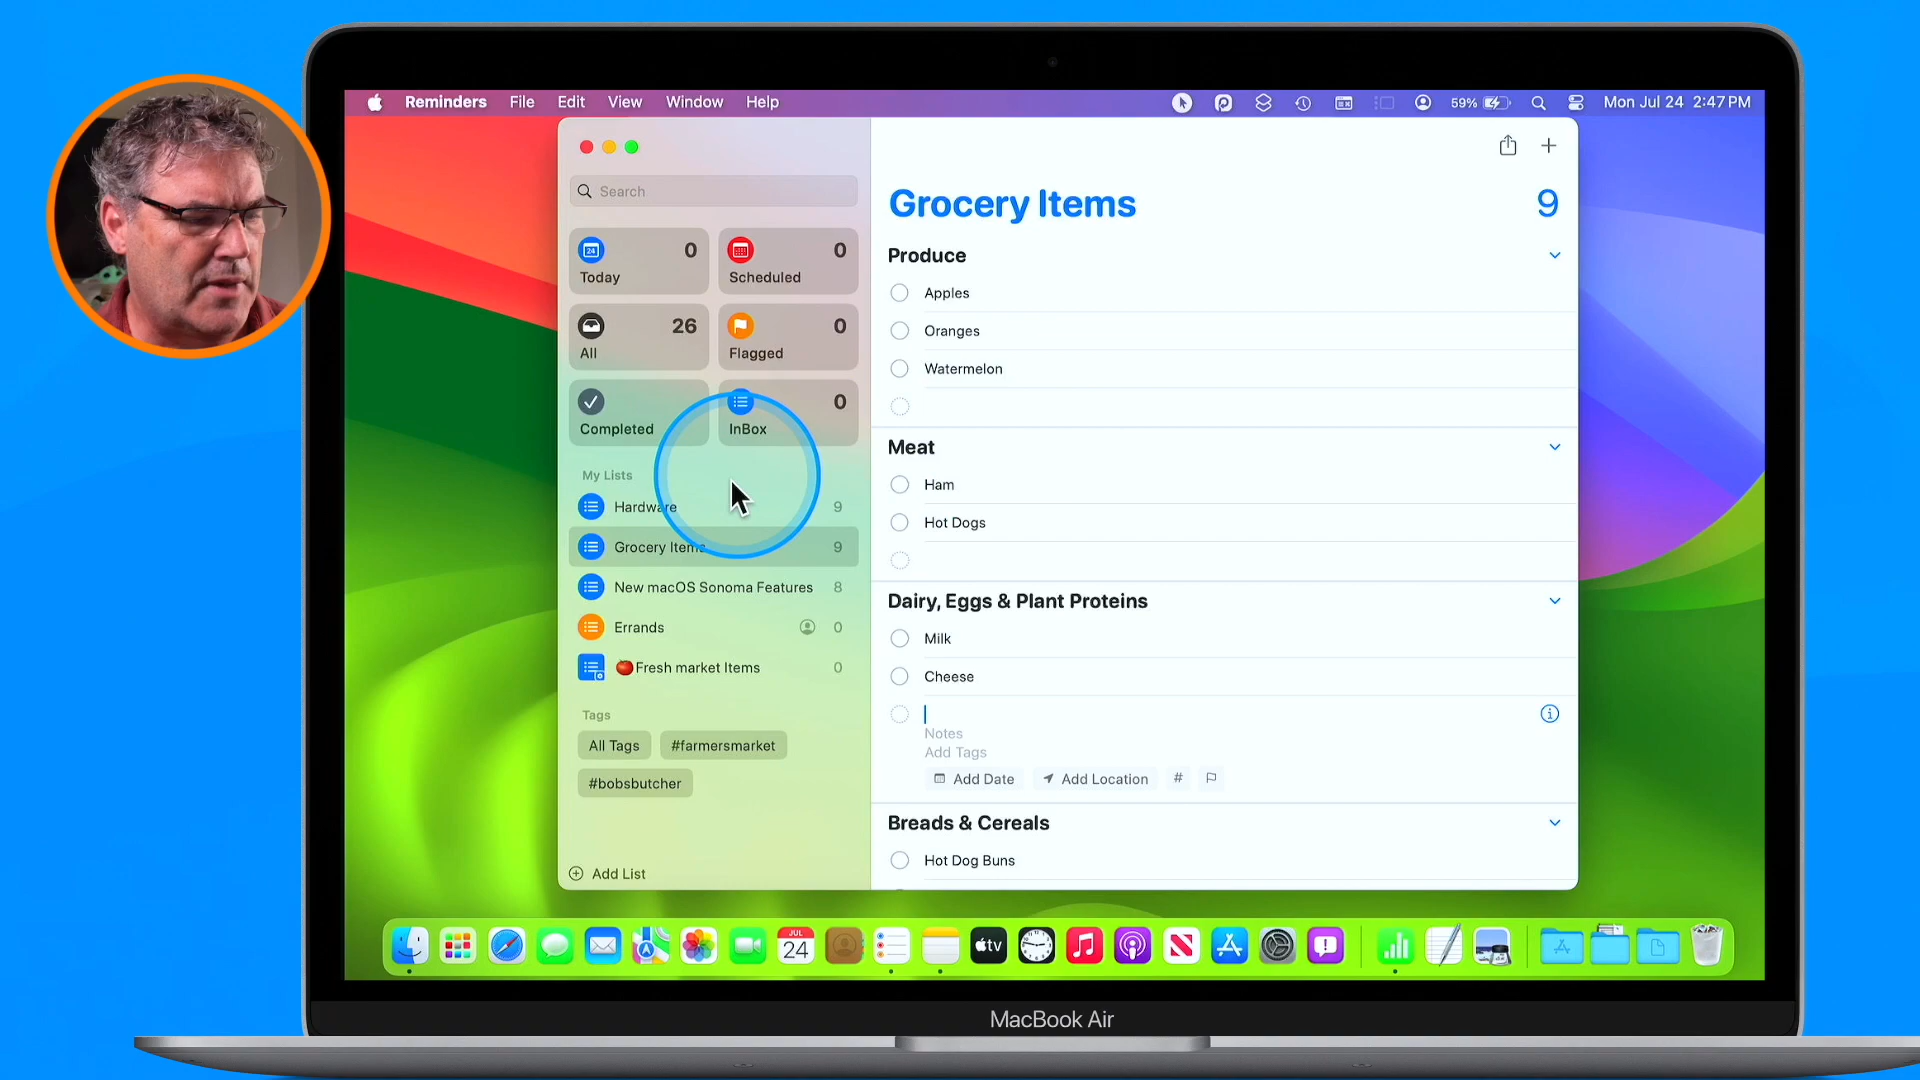 Reminders File Edit View Window Help
59%
Mon Jul 24 2:47 PM
Search
24
0
Today
0
Scheduled
26
All
0
Flagged
Completed
0
InBox
My Lists
Hardware 9
Grocery Items 9
New macOS Sonoma Features 8
Errands 0
Fresh market Items 0
Tags
All Tags #farmersmarket
#bobsbutcher
Add List
Grocery Items 9
Produce
Apples
Oranges
Watermelon
Meat
Ham
Hot Dogs
Dairy, Eggs & Plant Proteins
Milk
Cheese
Notes
Add Tags
Add Date Add Location #
Breads & Cereals
Hot Dog Buns
JUL
24
tv
MacBook Air